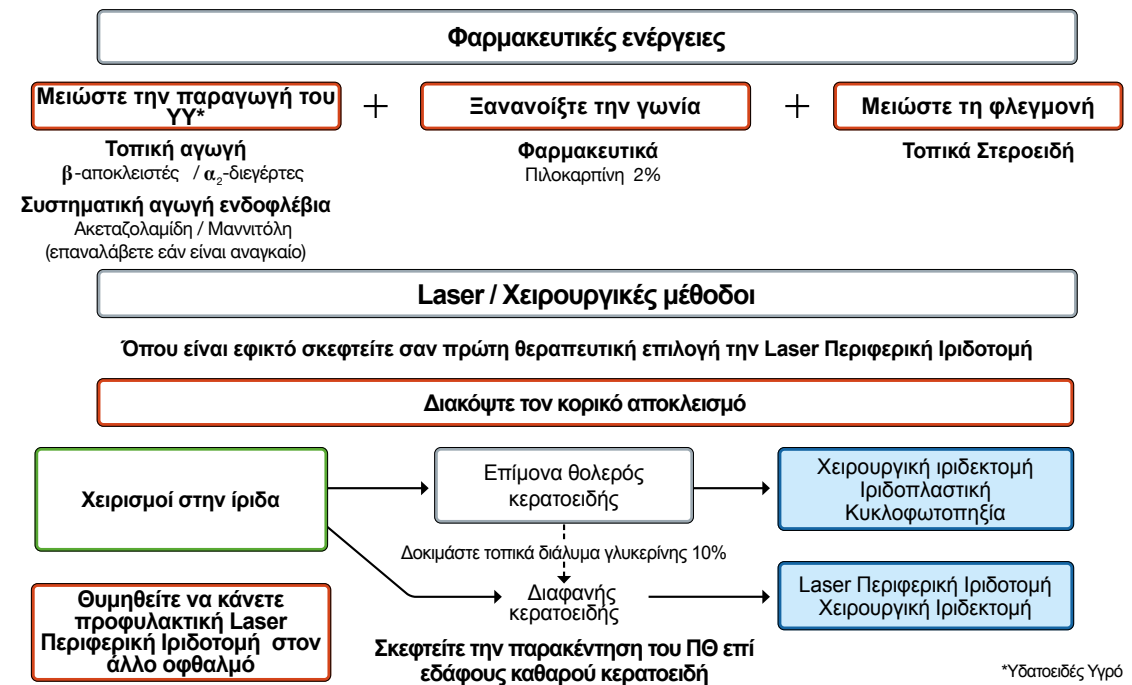 Φαρμακευτικές ενέργειες
Μειώστε την παραγωγή του
ΥΥ*
+
Ξανανοίξτε την γωνία
+
Μειώστε τη φλεγμονή
Τοπική αγωγή
β-αποκλειστές / α2-διεγέρτες
Συστηματική αγωγή ενδοφλέβια
Ακεταζολαμίδη / Μαννιτόλη
(επαναλάβετε εάν είναι αναγκαίο)
Φαρμακευτικά
Πιλοκαρπίνη 2%
Τοπικά Στεροειδή
Laser / Χειρουργικές μέθοδοι
Όπου είναι εφικτό σκεφτείτε σαν πρώτη θεραπευτική επιλογή την Laser Περιφερική Ιριδοτομή
Διακόψτε τον κορικό αποκλεισμό
Χειρισμοί στην ίριδα
Επίμονα θολερός
κερατοειδής
Χειρουργική ιριδεκτομή
Ιριδοπλαστική
Κυκλοφωτοπηξία
Δοκιμάστε τοπικά διάλυμα γλυκερίνης 10%
Διαφανής
κερατοειδής
Laser Περιφερική Ιριδοτομή
Χειρουργική Ιριδεκτομή
Θυμηθείτε να κάνετε
προφυλακτική Laser
Περιφερική Ιριδοτομή στον
άλλο οφθαλμό
Σκεφτείτε την παρακέντηση του ΠΘ επί
εδάφους καθαρού κερατοειδή
*Υδατοειδές Υγρό